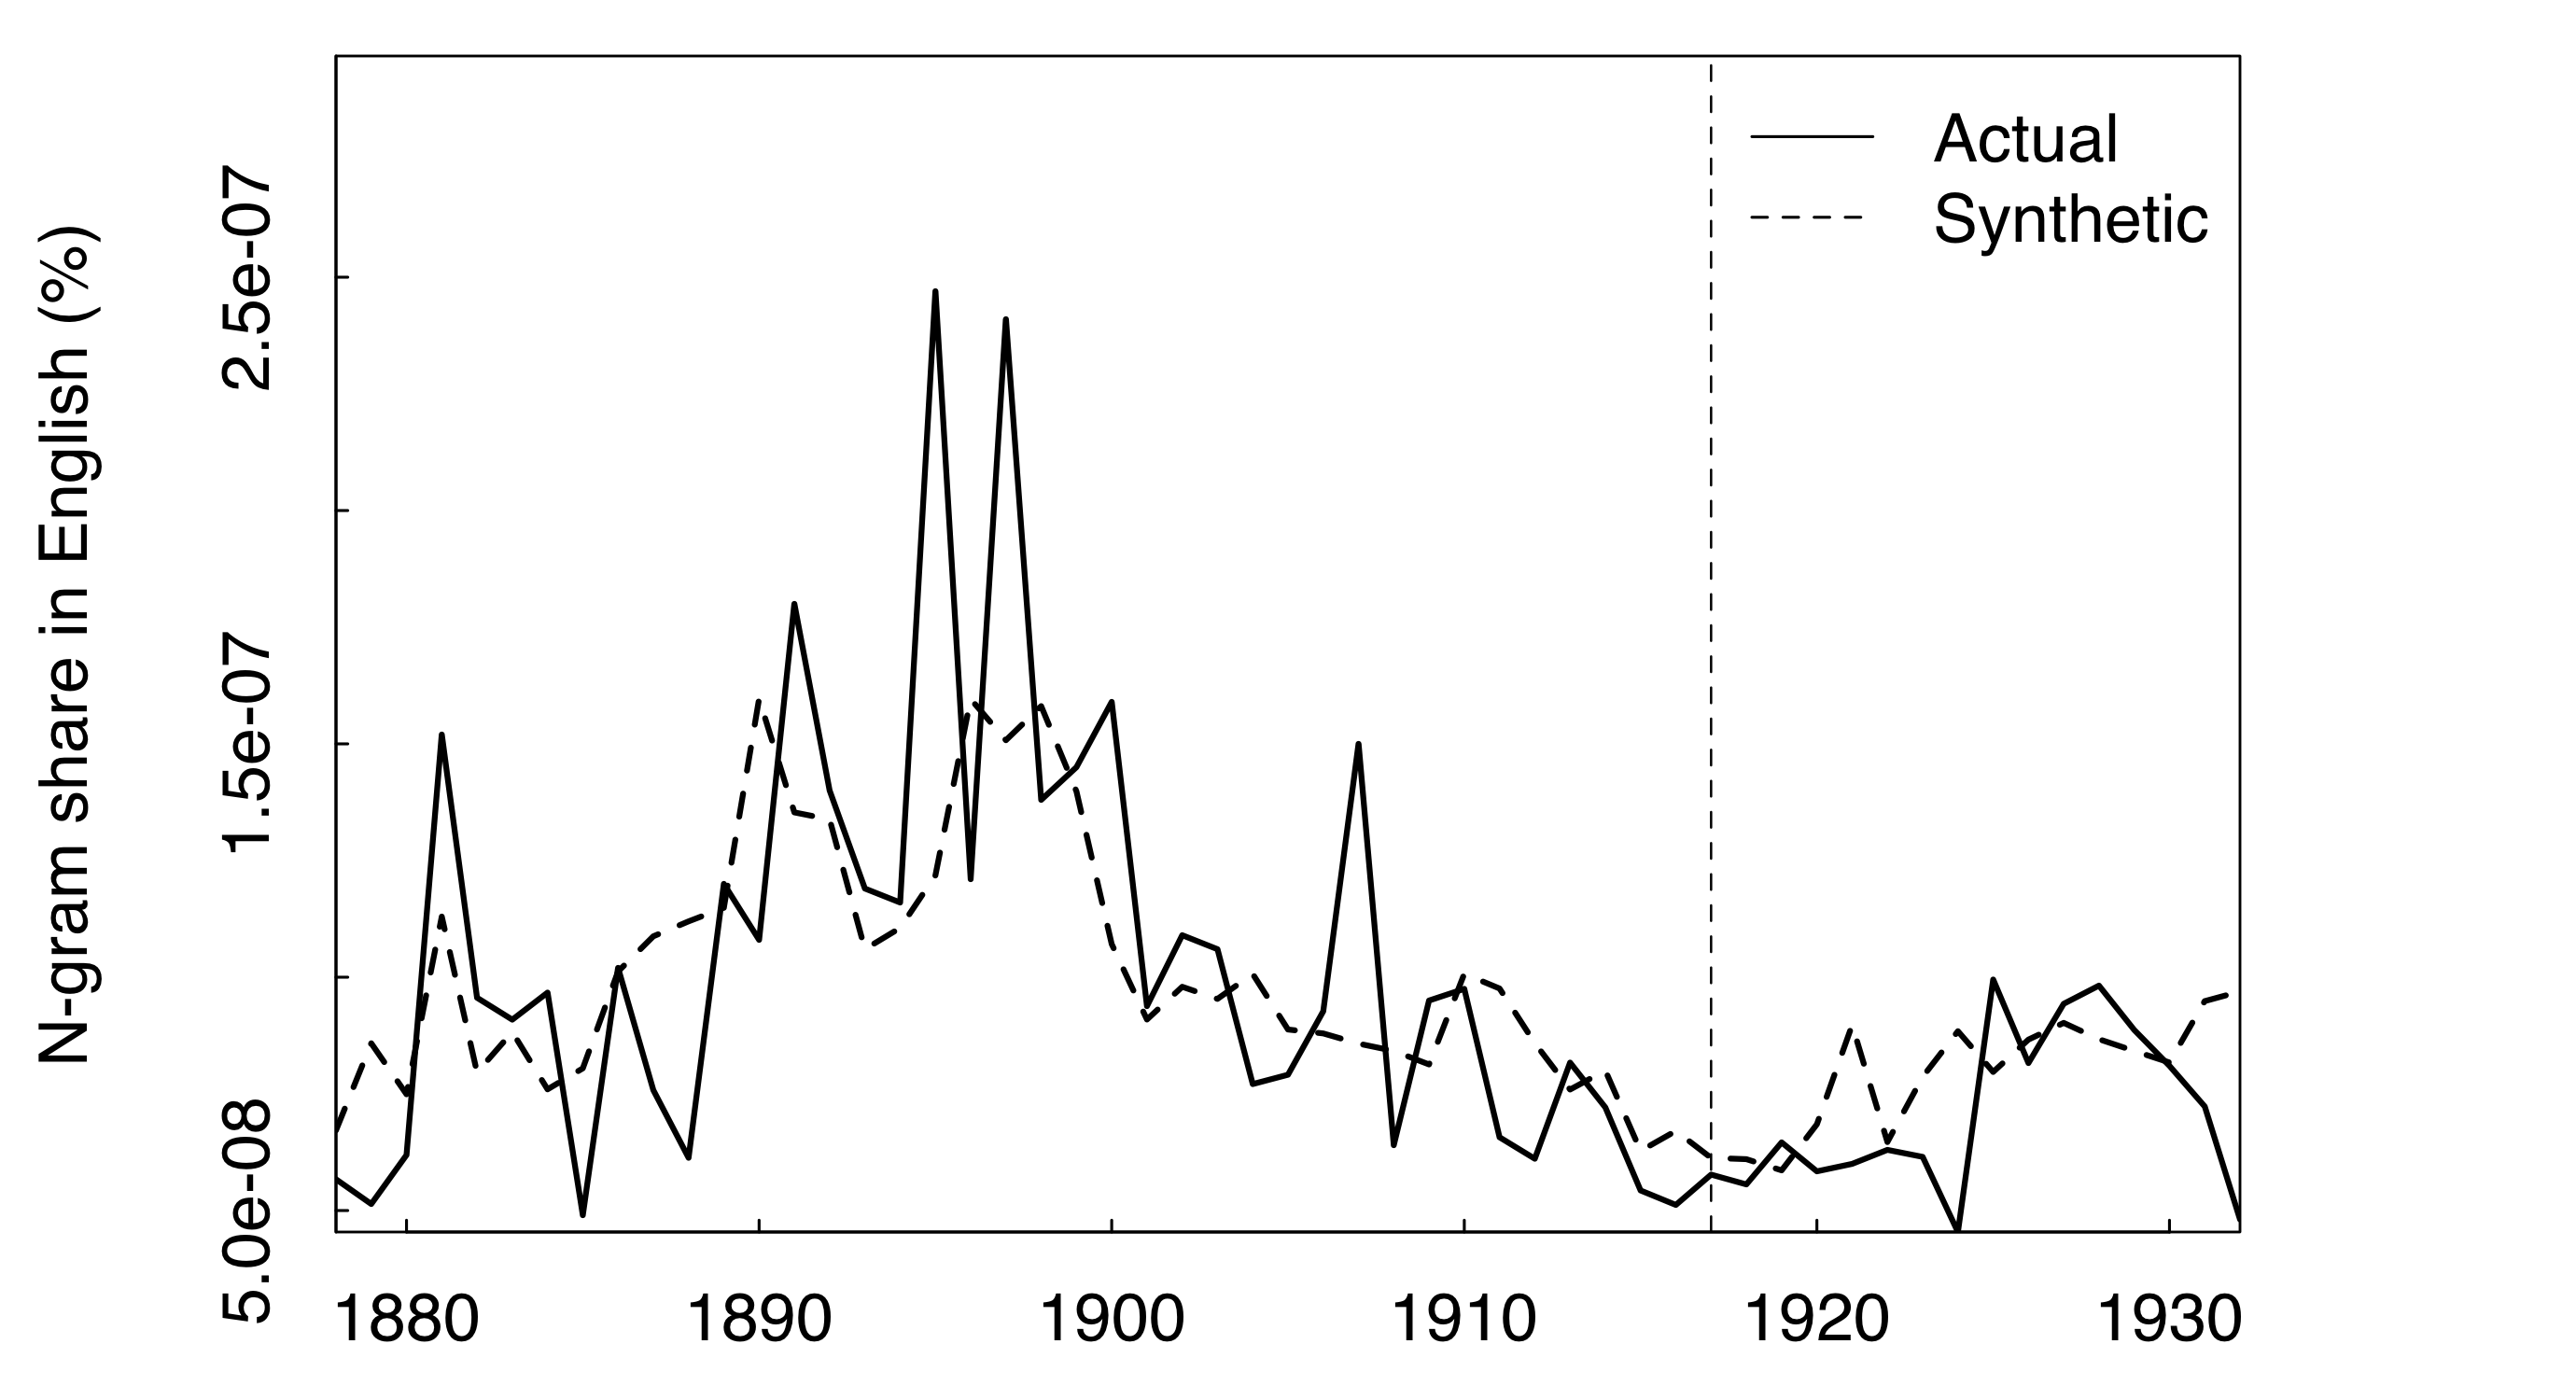 N-gram share in English (%)
2.5e-07
1.5e-07
5.0e-08
Actual
Synthetic
1880 1890 1900 1910 1920 1930